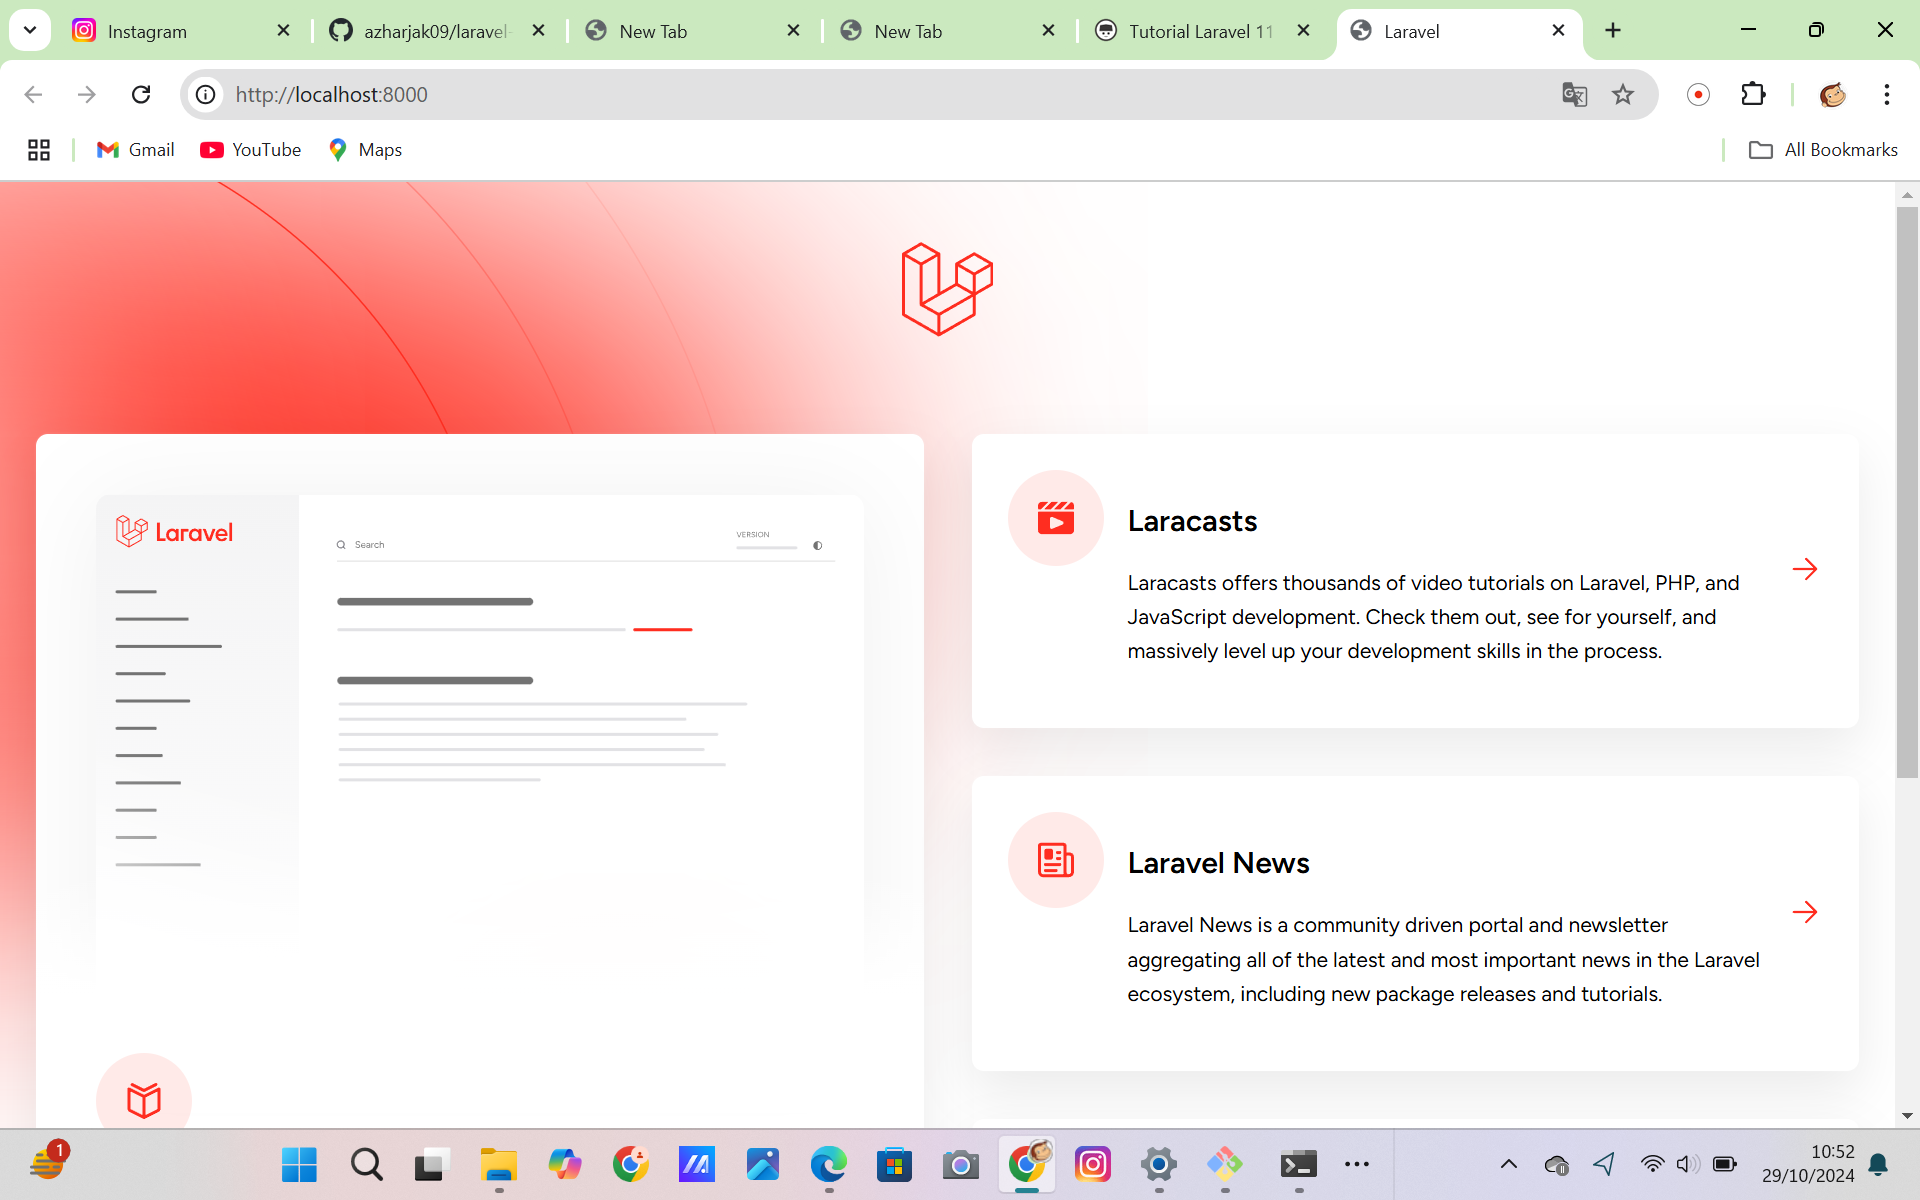 Instagram
azharjak09/laravel-
New Tab
New Tab
Tutorial Laravel 11
Laravel
http://localhost:8000
Gmail
YouTube
Maps
All Bookmarks
Laravel
Search
VERSION
Laracasts
Laracasts offers thousands of video tutorials on Laravel, PHP, and
JavaScript development. Check them out, see for yourself, and
massively level up your development skills in the process.
Laravel News
Laravel News is a community driven portal and newsletter
aggregating all of the latest and most important news in the Laravel
ecosystem, including new package releases and tutorials.
1
10:52
29/10/2024